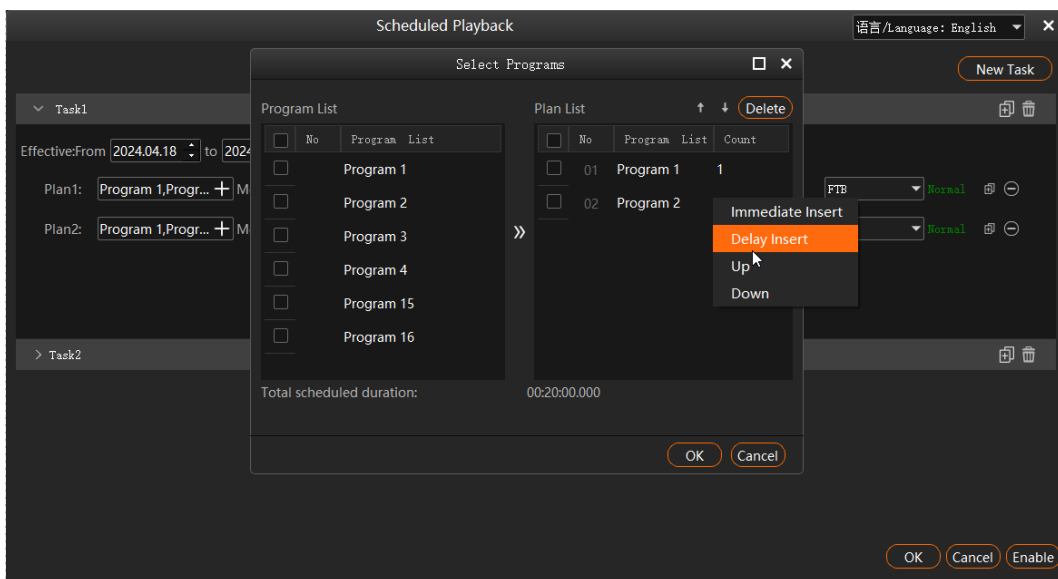 Scheduled Playback
语言/Language: English
Select Programs
New Task
Task1
Program List
Plan List
Delete
No Program List
No Program List Count
Effective:From 2024.04.18 to 2024
Program 1
01 Program 1 1
Plan1: Program 1,Progr... M
FTB Normal
Program 2
02 Program 2
Immediate Insert
Plan2: Program 1,Progr... M
Normal
Program 3
Delay Insert
Program 4
Up
Down
Program 15
Program 16
Task2
Total scheduled duration: 00:20:00.000
OK Cancel
OK Cancel Enable